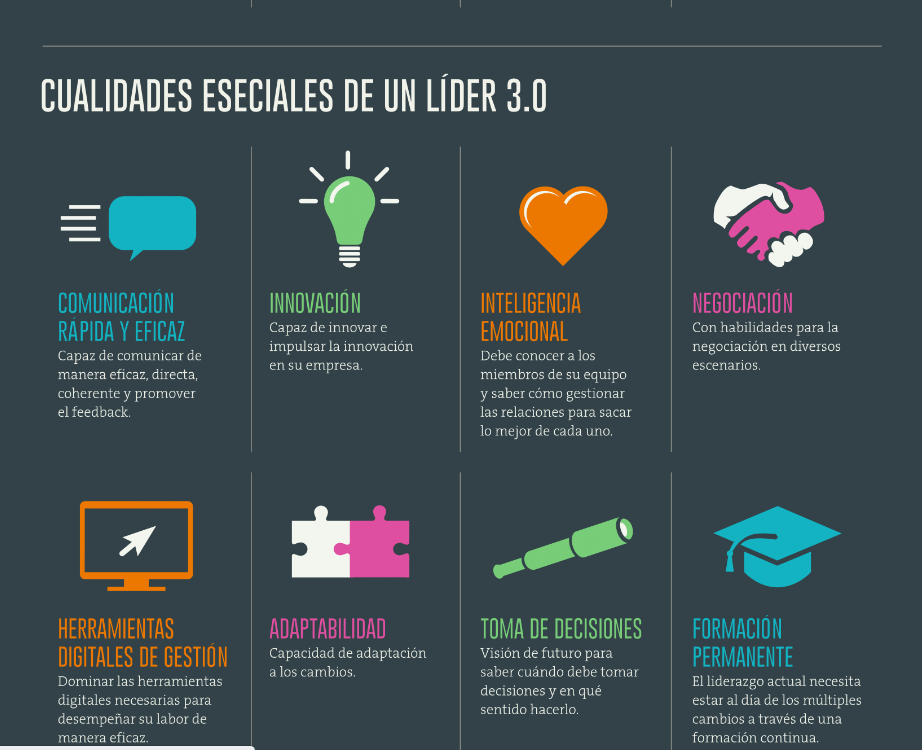 CUALIDADES ESECIALES DE UN LÍDER 3.0
COMUNICACIÓN
RÁPIDA Y EFICAZ
Capaz de comunicar de
manera eficaz, directa,
coherente y promover
el feedback.
INNOVACIÓN
Capaz de innovar e
impulsar la innovación
en su empresa.
INTELIGENCIA
EMOCIONAL
Debe conocer a los
miembros de su equipo
y saber cómo gestionar
las relaciones para sacar
lo mejor de cada uno.
NEGOCIACIÓN
Con habilidades para la
negociación en diversos
escenarios.
HERRAMIENTAS
DIGITALES DE GESTIÓN
Dominar las herramientas
digitales necesarias para
desempeñar su labor de
manera eficaz.
ADAPTABILIDAD
Capacidad de adaptación
a los cambios.
TOMA DE DECISIONES
Visión de futuro para
saber cuándo debe tomar
decisiones y en qué
sentido hacerlo.
FORMACIÓN
PERMANENTE
El liderazgo actual necesita
estar al día de los múltiples
cambios a través de una
formación continua.